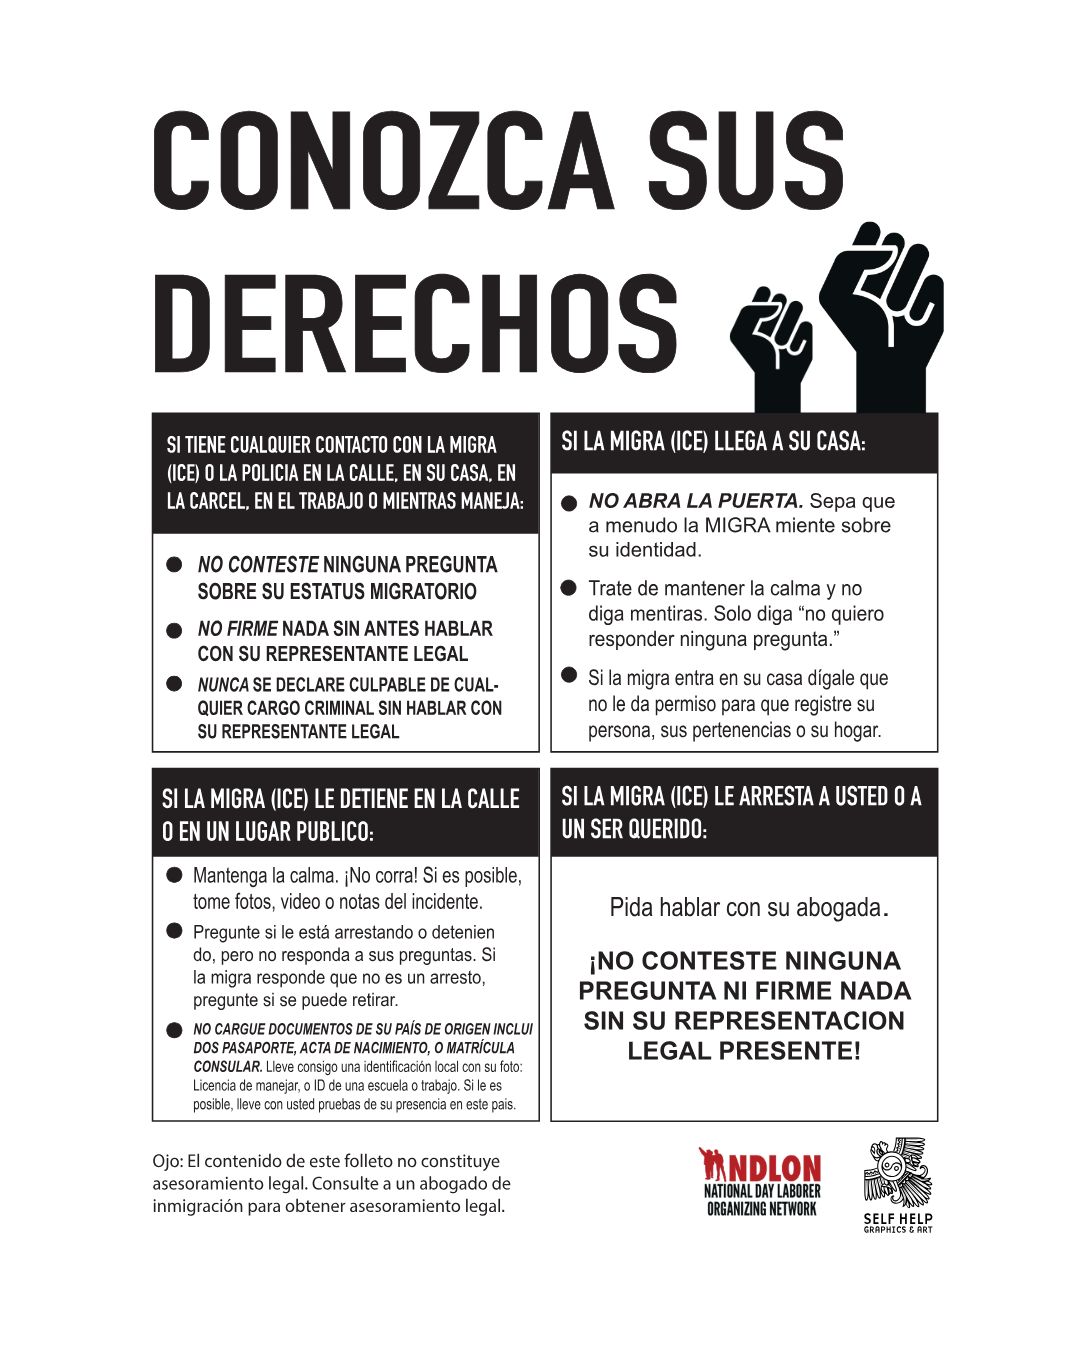 CONOZCA SUS
DERECHOS
SI TIENE CUALQUIER CONTACTO CON LA MIGRA
(ICE) O LA POLICIA EN LA CALLE, EN SU CASA, EN
LA CARCEL, EN EL TRABAJO O MIENTRAS MANEJA:
● NO CONTESTE NINGUNA PREGUNTA
SOBRE SU ESTATUS MIGRATORIO
● NO FIRME NADA SIN ANTES HABLAR
CON SU REPRESENTANTE LEGAL
● NUNCA SE DECLARE CULPABLE DE CUAL-
QUIER CARGO CRIMINAL SIN HABLAR CON
SU REPRESENTANTE LEGAL
SI LA MIGRA (ICE) LLEGA A SU CASA:
● NO ABRA LA PUERTA. Sepa que
a menudo la MIGRA miente sobre
su identidad.
● Trate de mantener la calma y no
diga mentiras. Solo diga “no quiero
responder ninguna pregunta.”
● Si la migra entra en su casa dígale que
no le da permiso para que registre su
persona, sus pertenencias o su hogar.
SI LA MIGRA (ICE) LE DETIENE EN LA CALLE
O EN UN LUGAR PUBLICO:
● Mantenga la calma. ¡No corra! Si es posible,
tome fotos, video o notas del incidente.
● Pregunte si le está arrestando o detenien
do, pero no responda a sus preguntas. Si
la migra responde que no es un arresto,
pregunte si se puede retirar.
● NO CARGUE DOCUMENTOS DE SU PAÍS DE ORIGEN INCLUI
DOS PASAPORTE, ACTA DE NACIMIENTO, O MATRÍCULA
CONSULAR. Lleve consigo una identificación local con su foto:
Licencia de manejar, o ID de una escuela o trabajo. Si le es
posible, lleve con usted pruebas de su presencia en este pais.
SI LA MIGRA (ICE) LE ARRESTA A USTED O A
UN SER QUERIDO:
Pida hablar con su abogada.
¡NO CONTESTE NINGUNA
PREGUNTA NI FIRME NADA
SIN SU REPRESENTACION
LEGAL PRESENTE!
Ojo: El contenido de este folleto no constituye
asesoramiento legal. Consulte a un abogado de
inmigración para obtener asesoramiento legal.
NDLON
NATIONAL DAY LABORER
ORGANIZING NETWORK
SELF HELP
GRAPHICS & ART